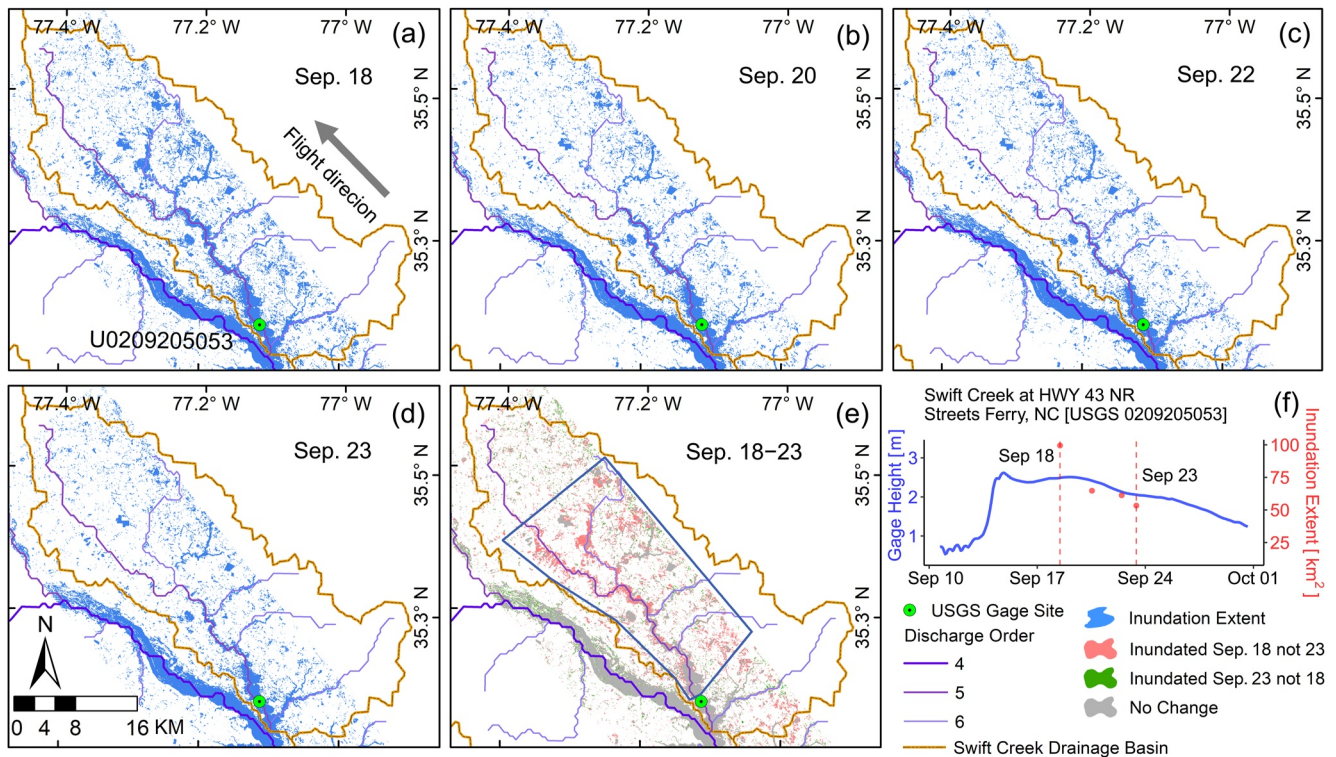 77.4° W 77.2° W 77° W (a)
Sep. 18
35.5° N
Flight direcion
35.3° N
U0209205053
77.4° W 77.2° W 77° W (b)
Sep. 20
35.5° N
35.3° N
77.4° W 77.2° W 77° W (c)
Sep. 22
35.5° N
35.3° N
77.4° W 77.2° W 77° W (d)
Sep. 23
35.5° N
35.3° N
N
0 4 8 16 KM
77.4° W 77.2° W 77° W (e)
Sep. 18–23
35.5° N
35.3° N
Swift Creek at HWY 43 NR (f)
Streets Ferry, NC [USGS 0209205053]
Gage Height [ m ]
3
2
1
Sep 18
Sep 23
100
75
50
25
Inundation Extent [ km2 ]
Sep 10 Sep 17 Sep 24 Oct 01
USGS Gage Site
Discharge Order
4
5
6
Swift Creek Drainage Basin
Inundation Extent
Inundated Sep. 18 not 23
Inundated Sep. 23 not 18
No Change